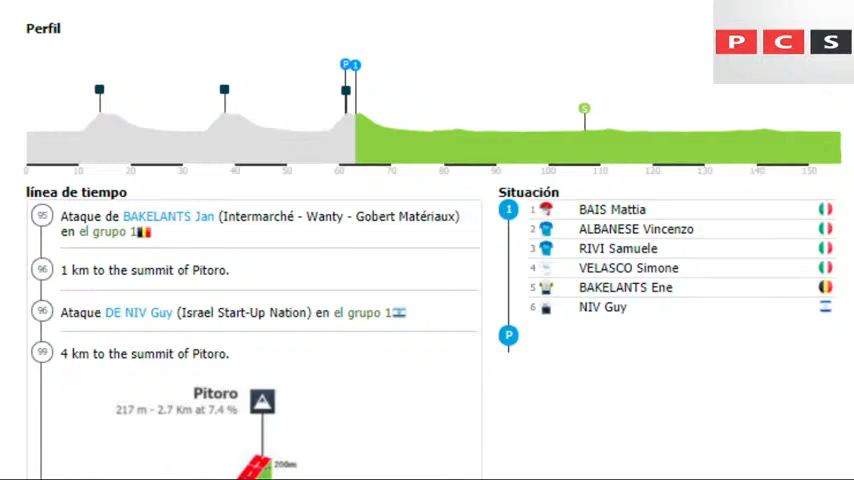 Perfil
P C S
P 1
S
0 10 20 30 40 50 60 70 80 90 100 110 120 130 140 150
línea de tiempo
95 Ataque de BAKELANTS Jan (Intermarché - Wanty - Gobert Matériaux)
en el grupo 1
96 1 km to the summit of Pitoro.
96 Ataque DE NIV Guy (Israel Start-Up Nation) en el grupo 1
99 4 km to the summit of Pitoro.
Pitoro
217 m - 2.7 Km at 7.4 %
200m
Situación
1 1 BAIS Mattia
2 ALBANESE Vincenzo
3 RIVI Samuele
4 VELASCO Simone
5 BAKELANTS Ene
6 NIV Guy
P